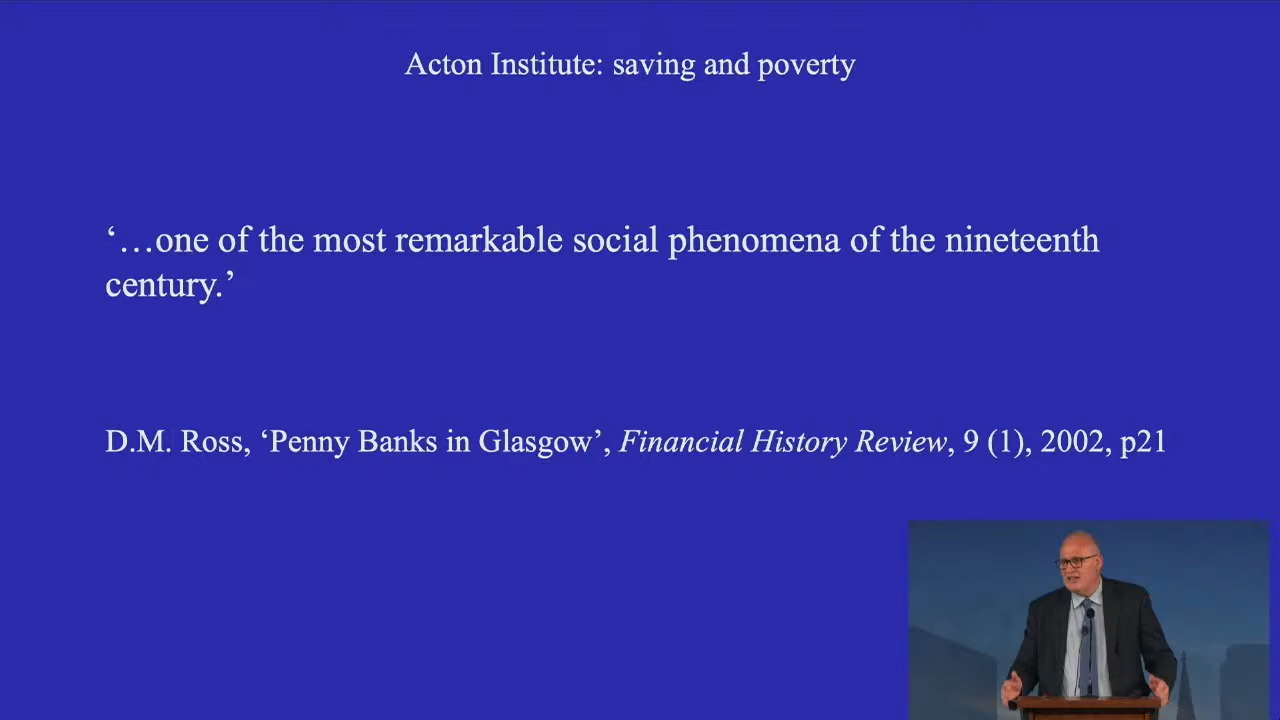 Acton Institute: saving and poverty
‘…one of the most remarkable social phenomena of the nineteenth
century.’
D.M. Ross, ‘Penny Banks in Glasgow’, Financial History Review, 9 (1), 2002, p21